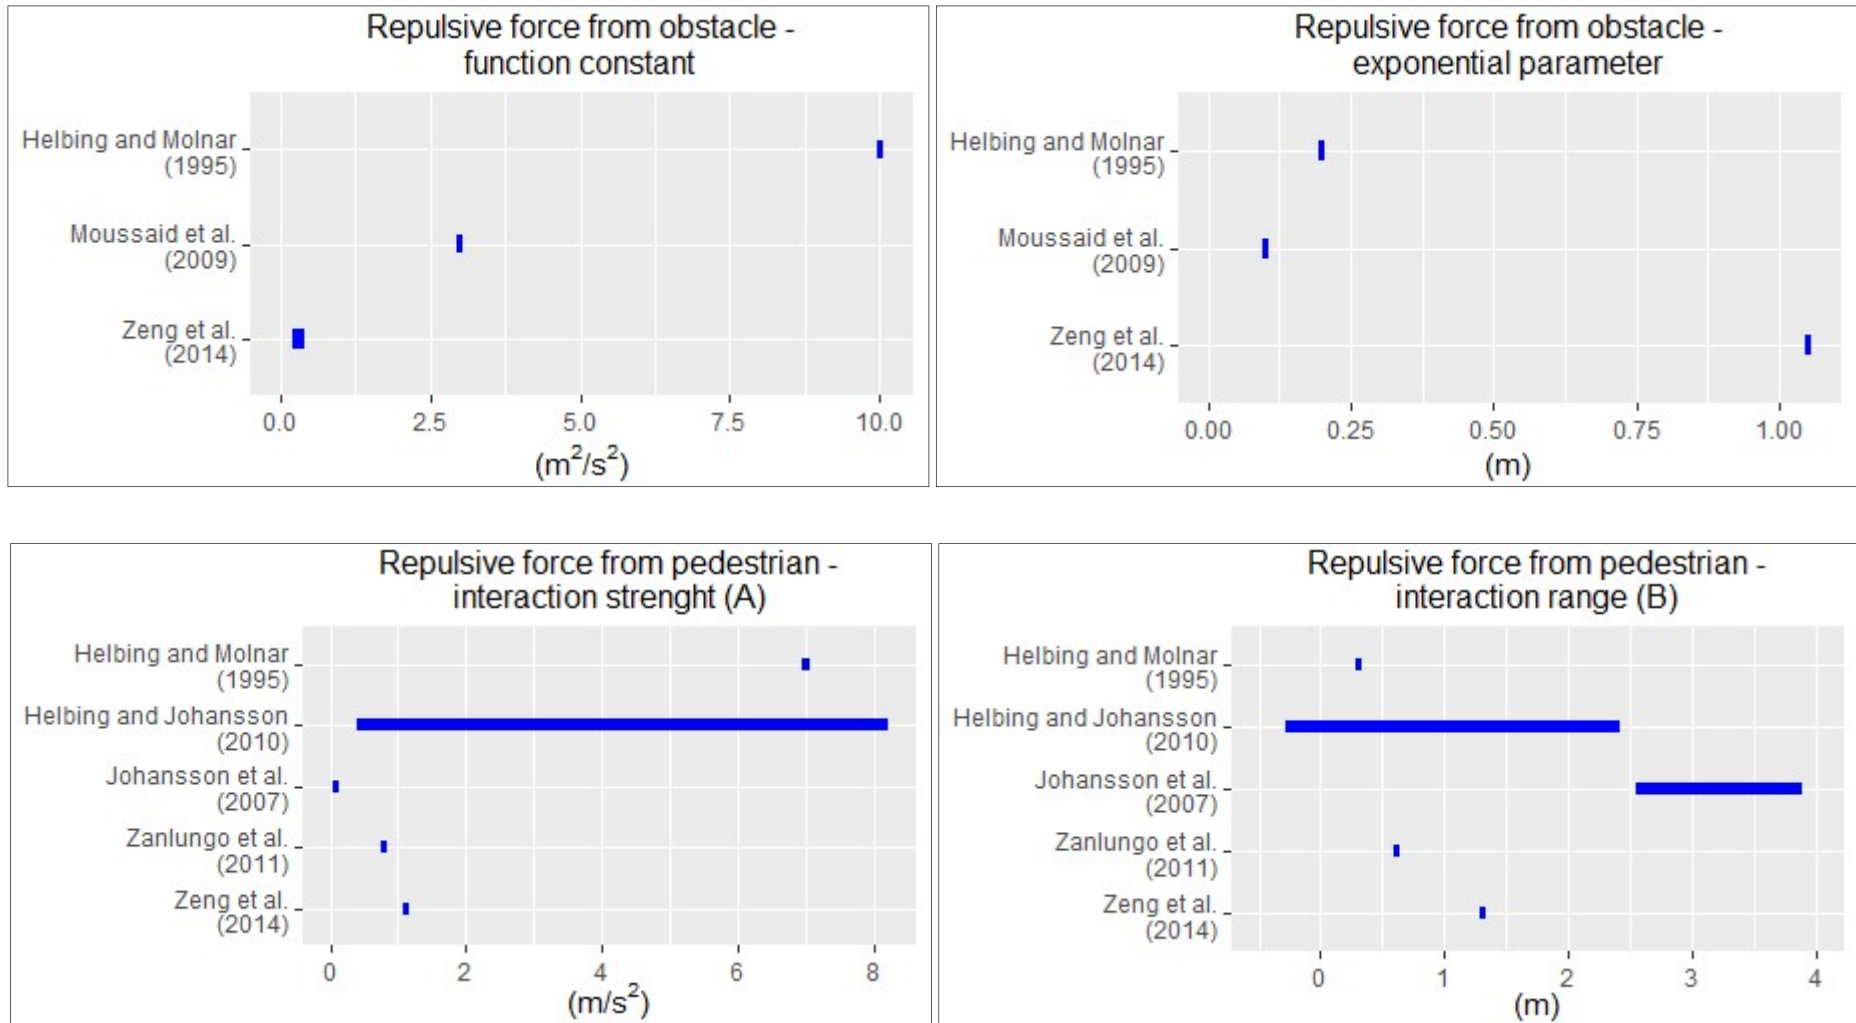 Repulsive force from obstacle -
function constant
Helbing and Molnar
(1995)
Moussaid et al.
(2009)
Zeng et al.
(2014)
0.0 2.5 5.0 7.5 10.0
(m²/s²)
Repulsive force from obstacle -
exponential parameter
Helbing and Molnar
(1995)
Moussaid et al.
(2009)
Zeng et al.
(2014)
0.00 0.25 0.50 0.75 1.00
(m)
Repulsive force from pedestrian -
interaction strenght (A)
Helbing and Molnar
(1995)
Helbing and Johansson
(2010)
Johansson et al.
(2007)
Zanlungo et al.
(2011)
Zeng et al.
(2014)
0 2 4 6 8
(m/s²)
Repulsive force from pedestrian -
interaction range (B)
Helbing and Molnar
(1995)
Helbing and Johansson
(2010)
Johansson et al.
(2007)
Zanlungo et al.
(2011)
Zeng et al.
(2014)
0 1 2 3 4
(m)